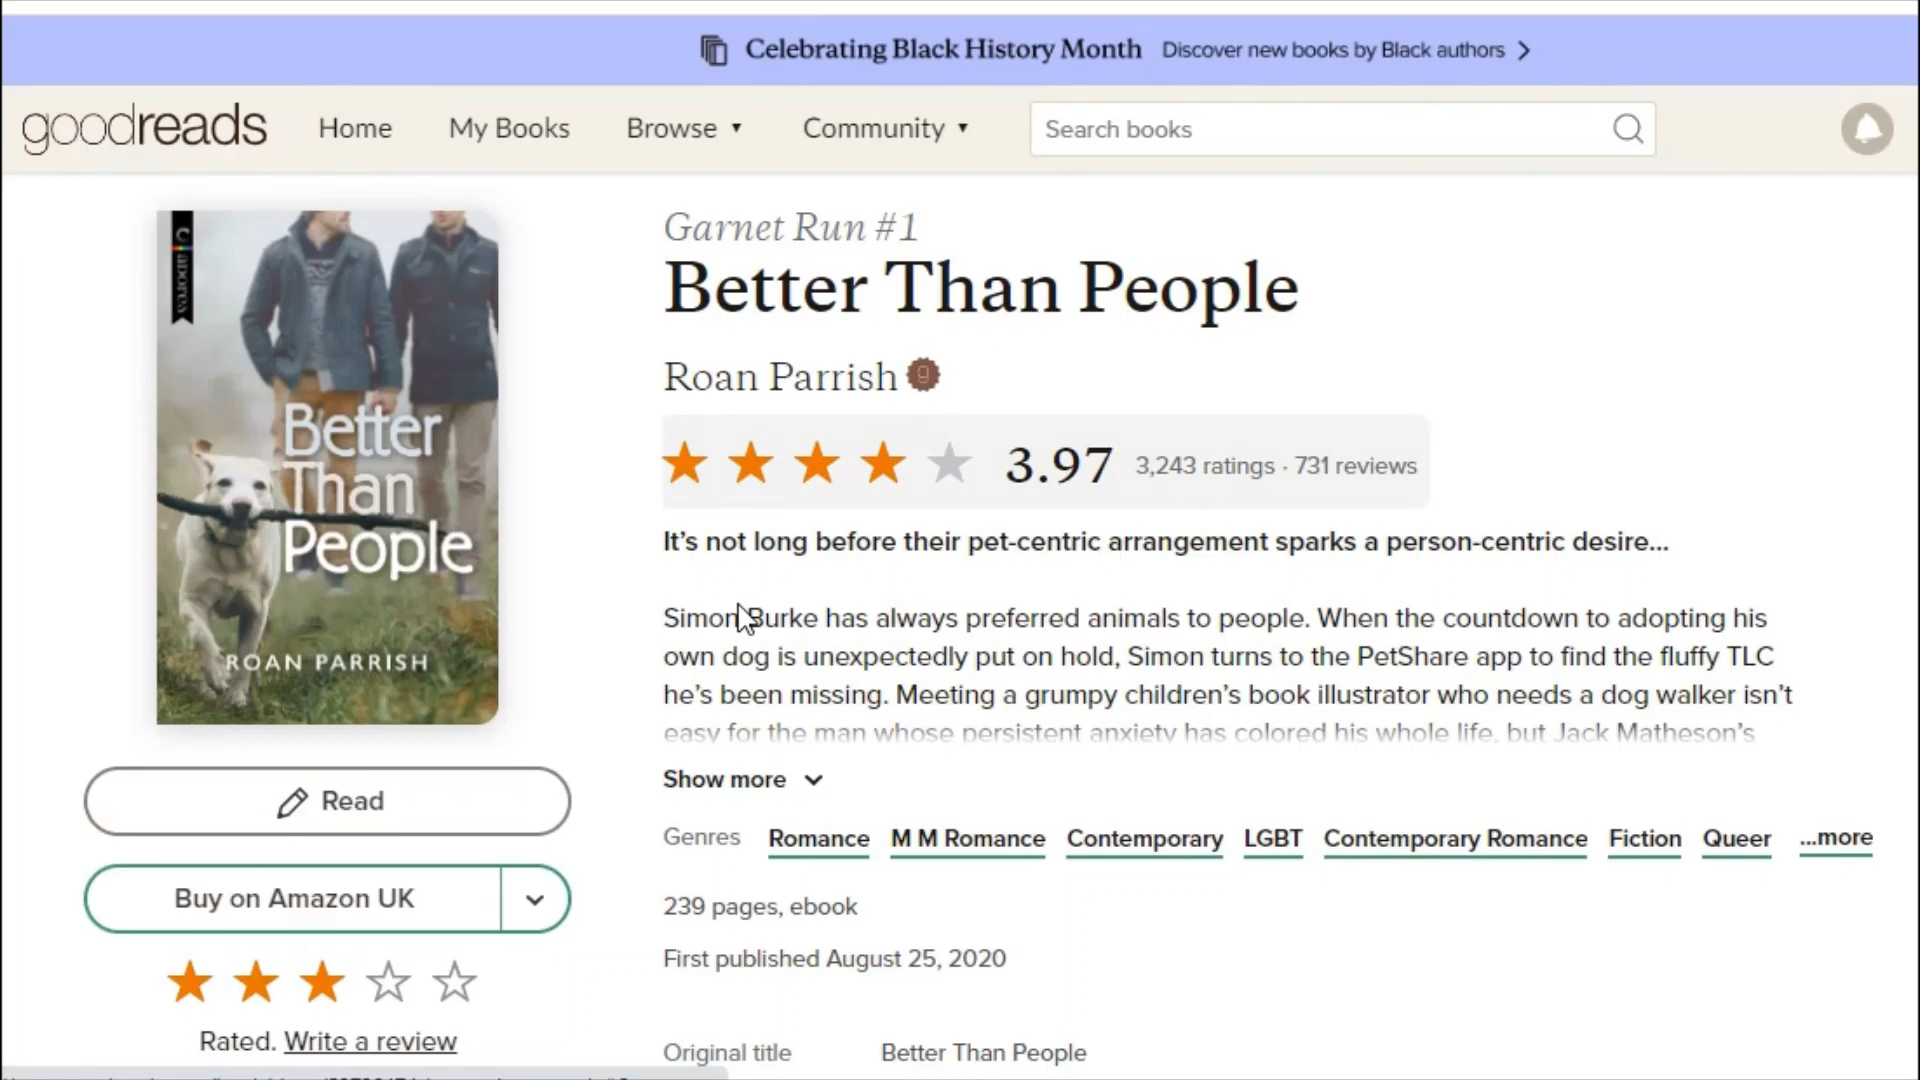 Celebrating Black History Month Discover new books by Black authors
goodreads Home My Books Browse Community Search books
Better
Than
People
ROAN PARRISH
Read
Buy on Amazon UK
Rated. Write a review
Garnet Run #1
Better Than People
Roan Parrish
3.97 3,243 ratings · 731 reviews
It's not long before their pet-centric arrangement sparks a person-centric desire...
Simon Burke has always preferred animals to people. When the countdown to adopting his
own dog is unexpectedly put on hold, Simon turns to the PetShare app to find the fluffy TLC
he's been missing. Meeting a grumpy children's book illustrator who needs a dog walker isn't
easy for the man whose persistent anxiety has colored his whole life, but Jack Matheson's
Show more
Genres Romance M M Romance Contemporary LGBT Contemporary Romance Fiction Queer ...more
239 pages, ebook
First published August 25, 2020
Original title Better Than People